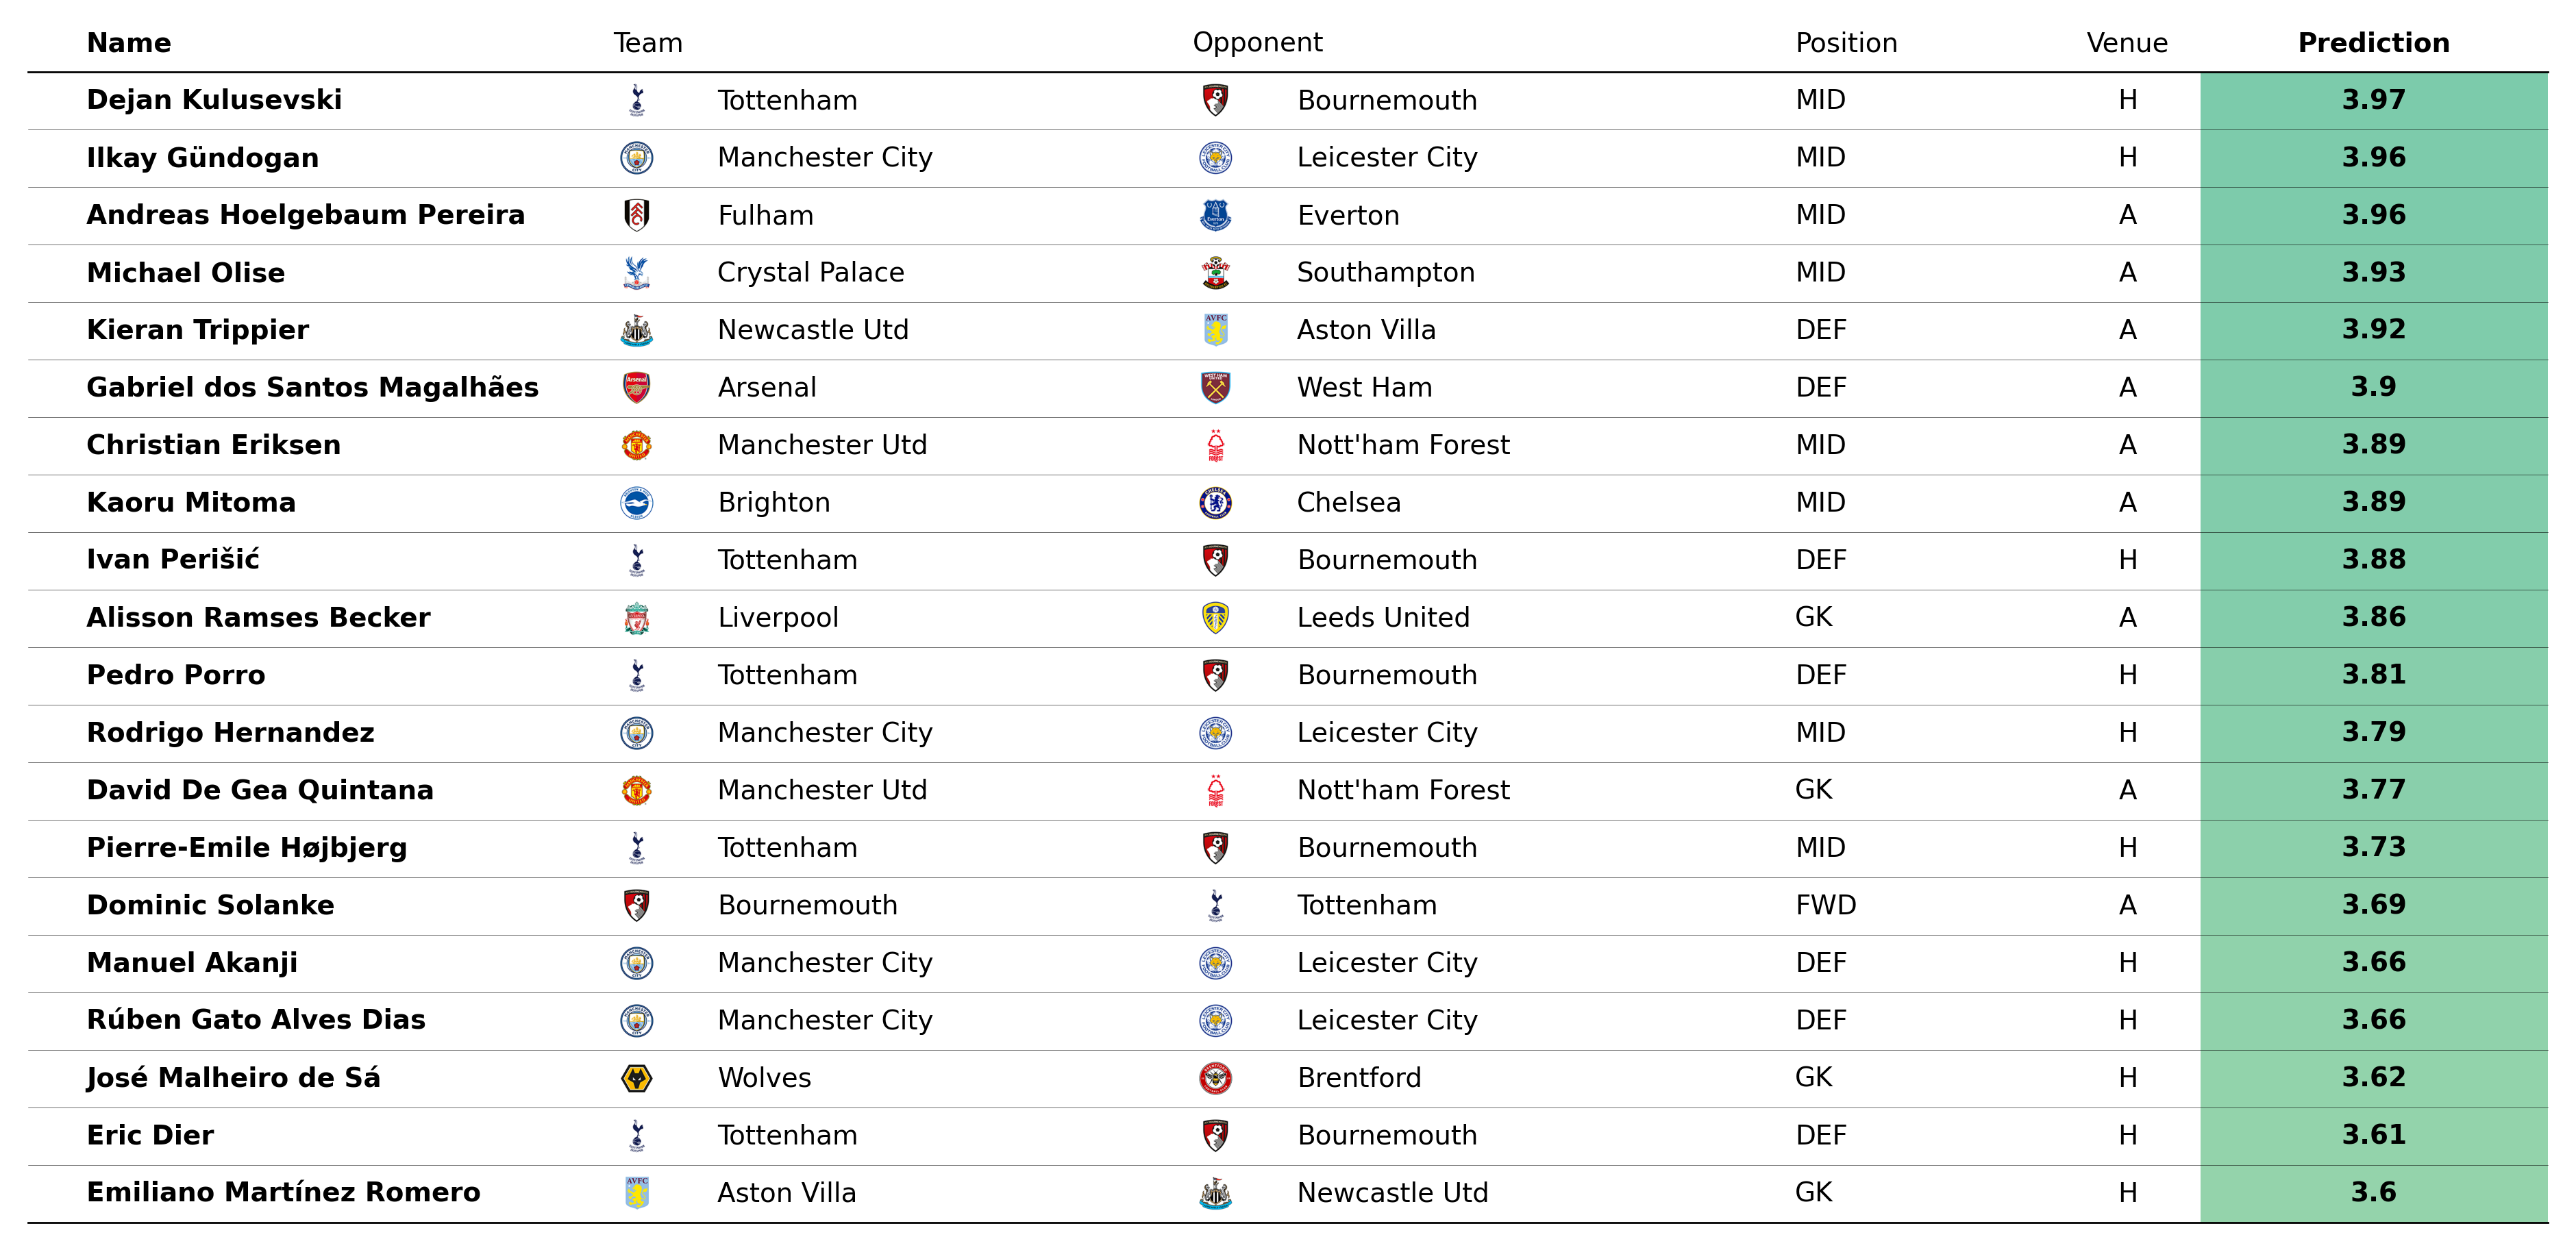 Name Team Opponent Position Venue Prediction
Dejan Kulusevski Tottenham Bournemouth MID H 3.97
Ilkay Gündogan Manchester City Leicester City MID H 3.96
Andreas Hoelgebaum Pereira Fulham Everton MID A 3.96
Michael Olise Crystal Palace Southampton MID A 3.93
Kieran Trippier Newcastle Utd Aston Villa DEF A 3.92
Gabriel dos Santos Magalhães Arsenal West Ham DEF A 3.9
Christian Eriksen Manchester Utd Nott'ham Forest MID A 3.89
Kaoru Mitoma Brighton Chelsea MID A 3.89
Ivan Perišić Tottenham Bournemouth DEF H 3.88
Alisson Ramses Becker Liverpool Leeds United GK A 3.86
Pedro Porro Tottenham Bournemouth DEF H 3.81
Rodrigo Hernandez Manchester City Leicester City MID H 3.79
David De Gea Quintana Manchester Utd Nott'ham Forest GK A 3.77
Pierre-Emile Højbjerg Tottenham Bournemouth MID H 3.73
Dominic Solanke Bournemouth Tottenham FWD A 3.69
Manuel Akanji Manchester City Leicester City DEF H 3.66
Rúben Gato Alves Dias Manchester City Leicester City DEF H 3.66
José Malheiro de Sá Wolves Brentford GK H 3.62
Eric Dier Tottenham Bournemouth DEF H 3.61
Emiliano Martínez Romero Aston Villa Newcastle Utd GK H 3.6